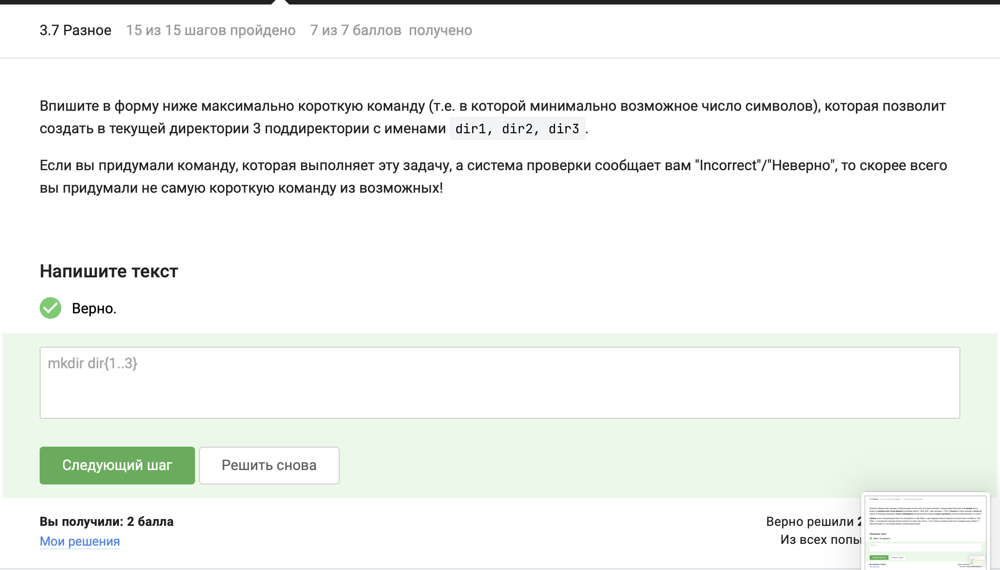 3.7 Разное 15 из 15 шагов пройдено 7 из 7 баллов получено
Впишите в форму ниже максимально короткую команду (т.е. в которой минимально возможное число символов), которая позволит
создать в текущей директории 3 поддиректории с именами dir1, dir2, dir3.
Если вы придумали команду, которая выполняет эту задачу, а система проверки сообщает вам "Incorrect"/"Неверно", то скорее всего
вы придумали не самую короткую команду из возможных!
Напишите текст
Верно.
mkdir dir{1..3}
Следующий шаг Решить снова
Вы получили: 2 балла
Мои решения
Верно решили
Из всех